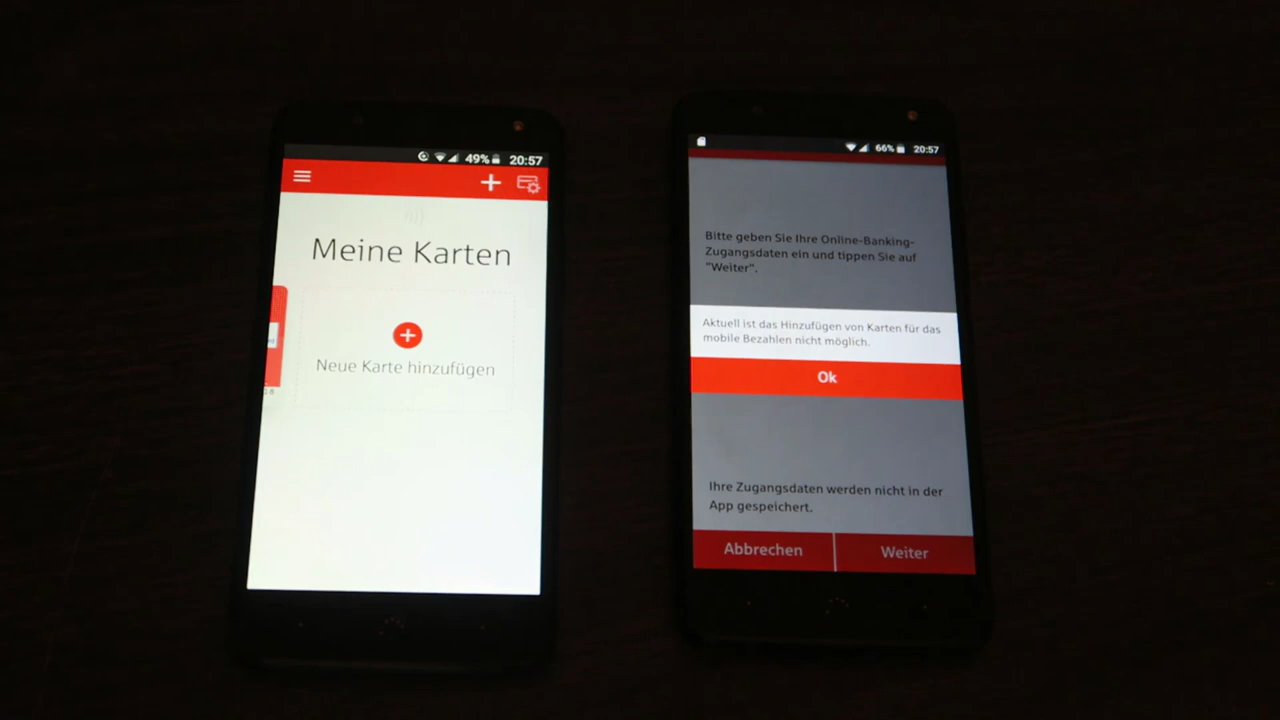 49% 20:57
Meine Karten
Neue Karte hinzufügen
66% 20:57
Bitte geben Sie Ihre Online-Banking-
Zugangsdaten ein und tippen Sie auf
"Weiter".
Aktuell ist das Hinzufügen von Karten für das
mobile Bezahlen nicht möglich.
Ok
Ihre Zugangsdaten werden nicht in der
App gespeichert.
Abbrechen Weiter